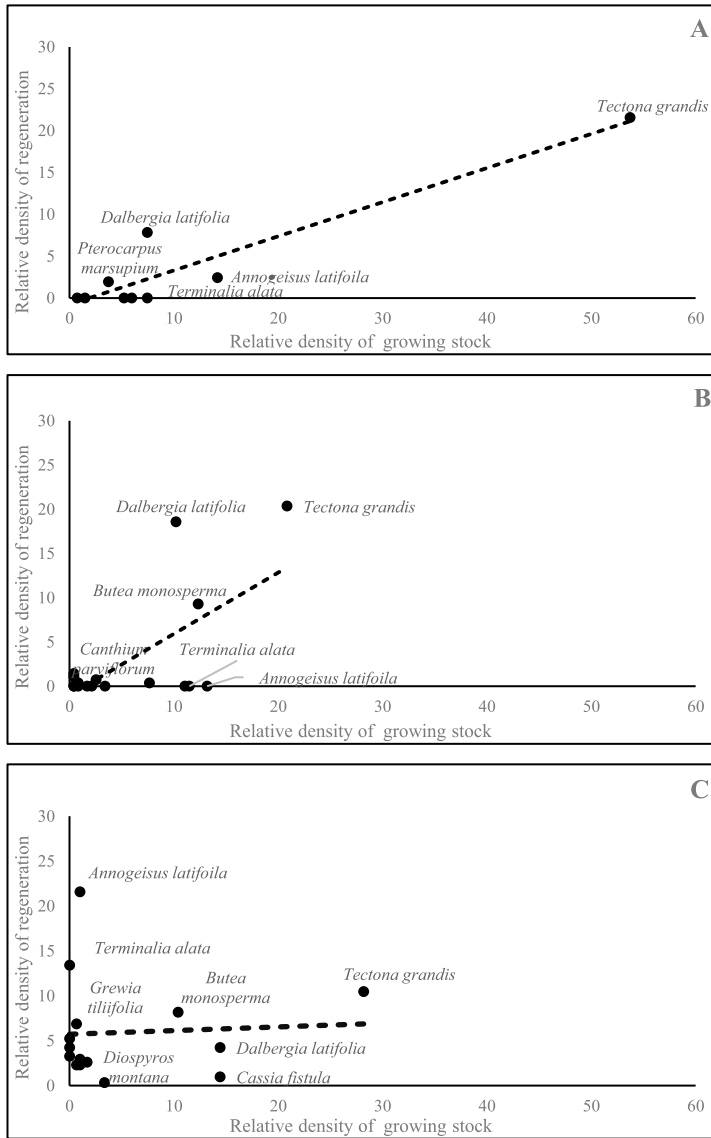 A
Relative density of regeneration
30
25
20
15
10
5
0
Tectona grandis
Dalbergia latifolia
Pterocarpus
marsupium
Annogeisus latifoila
Terminalia alata
0 10 20 30 40 50 60
Relative density of growing stock
B
Relative density of regeneration
30
25
20
15
10
5
0
Dalbergia latifolia
Tectona grandis
Butea monosperma
Canthium
parviflorum
Terminalia alata
Annogeisus latifoila
0 10 20 30 40 50 60
Relative density of growing stock
C
Relative density of regeneration
30
25
20
15
10
5
0
Annogeisus latifoila
Terminalia alata
Grewia
tiliifolia
Butea
monosperma
Tectona grandis
Dalbergia latifolia
Diospyros
montana
Cassia fistula
0 10 20 30 40 50 60
Relative density of growing stock